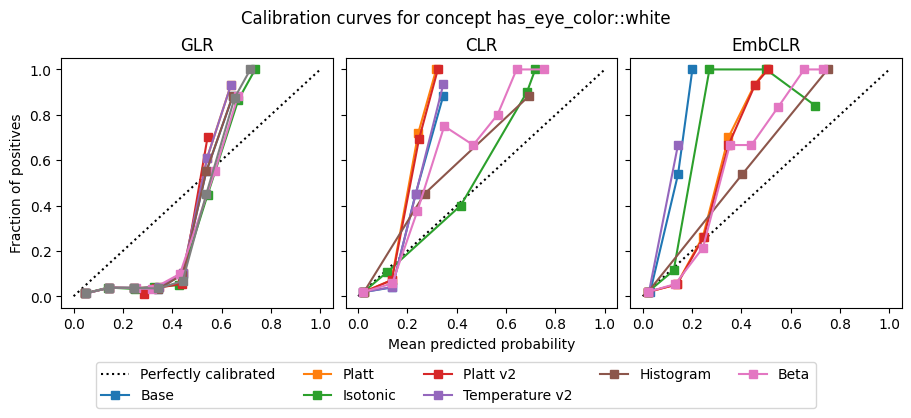 Calibration curves for concept has_eye_color::white
GLR
CLR
EmbCLR
Fraction of positives
1.0
0.8
0.6
0.4
0.2
0.0
0.0 0.2 0.4 0.6 0.8 1.0
0.0 0.2 0.4 0.6 0.8 1.0
0.0 0.2 0.4 0.6 0.8 1.0
Mean predicted probability
Perfectly calibrated Platt Platt v2 Histogram Beta
Base Isotonic Temperature v2